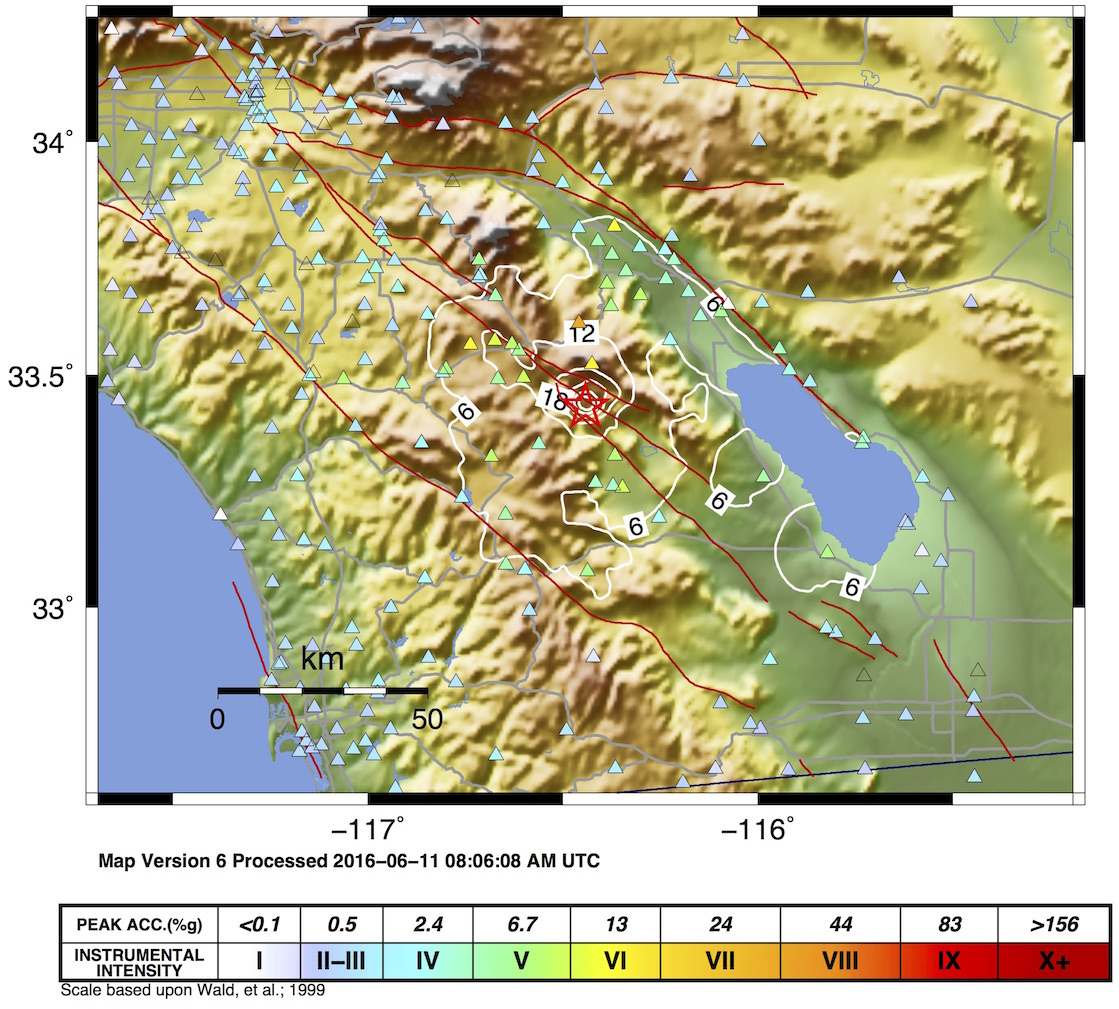 34°
33.5°
33°
6
12
18
6
6
6
6
km
0 50
−117° −116°
Map Version 6 Processed 2016−06−11 08:06:08 AM UTC
PEAK ACC.(%g) <0.1 0.5 2.4 6.7 13 24 44 83 >156
INSTRUMENTAL INTENSITY I II−III IV V VI VII VIII IX X+
Scale based upon Wald, et al.; 1999